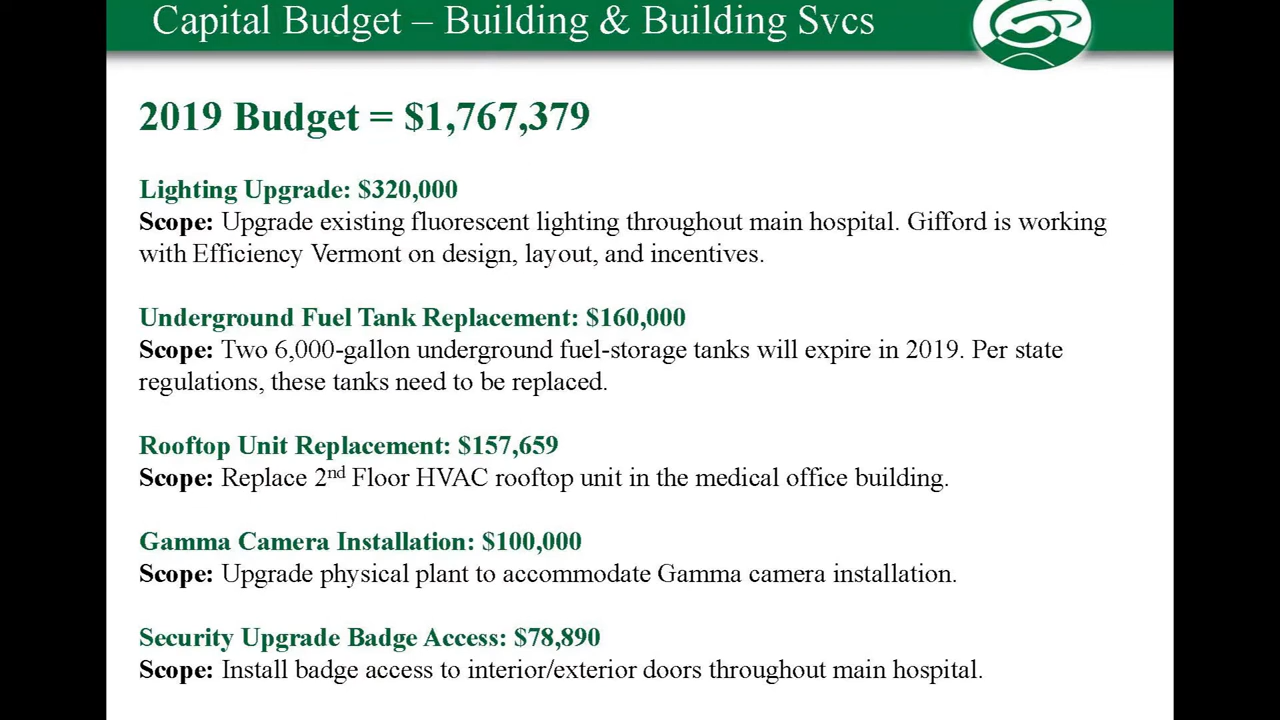 Capital Budget – Building & Building Svcs
2019 Budget = $1,767,379
Lighting Upgrade: $320,000
Scope: Upgrade existing fluorescent lighting throughout main hospital. Gifford is working
with Efficiency Vermont on design, layout, and incentives.
Underground Fuel Tank Replacement: $160,000
Scope: Two 6,000-gallon underground fuel-storage tanks will expire in 2019. Per state
regulations, these tanks need to be replaced.
Rooftop Unit Replacement: $157,659
Scope: Replace 2nd Floor HVAC rooftop unit in the medical office building.
Gamma Camera Installation: $100,000
Scope: Upgrade physical plant to accommodate Gamma camera installation.
Security Upgrade Badge Access: $78,890
Scope: Install badge access to interior/exterior doors throughout main hospital.